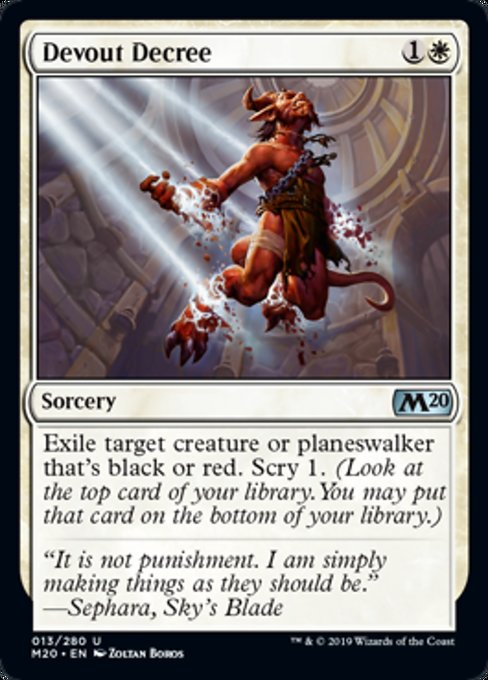 Devout Decree 1
Sorcery M20
Exile target creature or planeswalker
that's black or red. Scry 1. (Look at
the top card of your library. You may put
that card on the bottom of your library.)
“It is not punishment. I am simply
making things as they should be.”
—Sephara, Sky's Blade
013/280 U
M20 • EN Zoltan Boros
™ & © 2019 Wizards of the Coast